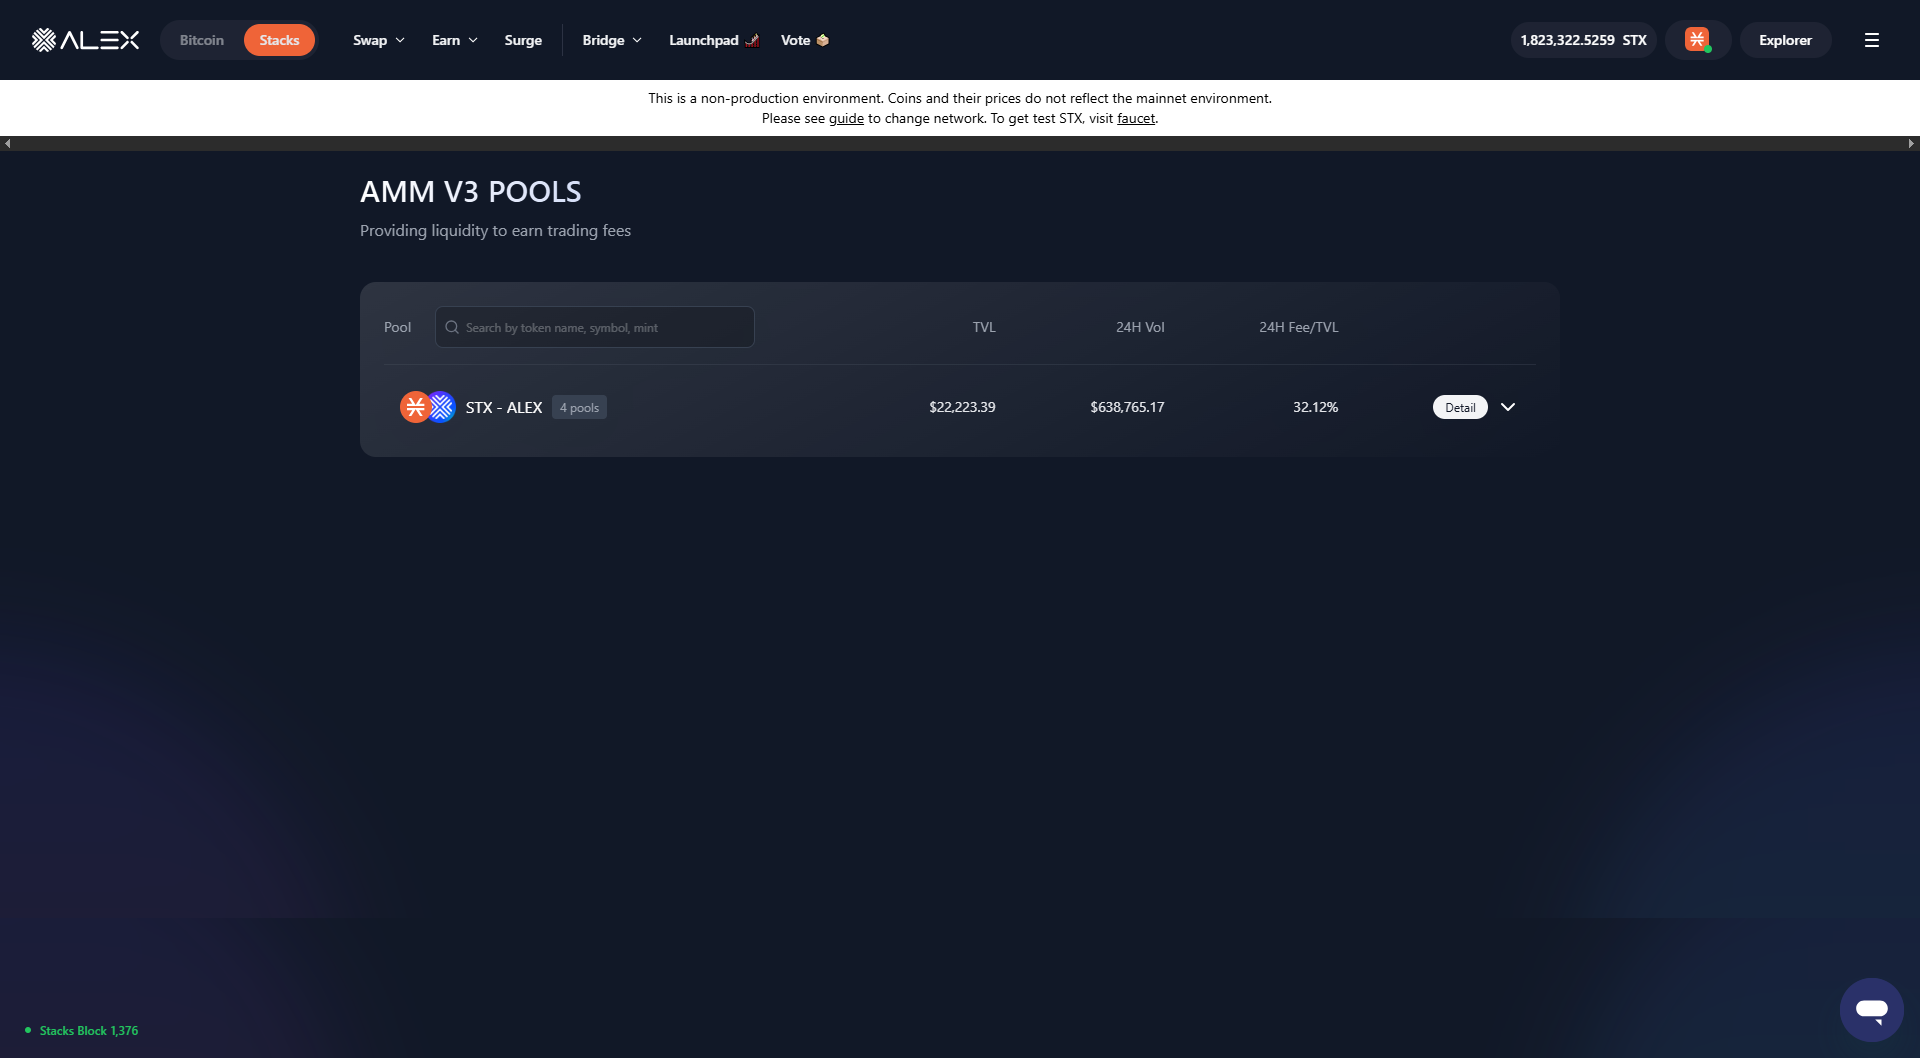 ALEX
Bitcoin Stacks Swap Earn Surge Bridge Launchpad Vote 1,823,322.5259 STX Explorer
This is a non-production environment. Coins and their prices do not reflect the mainnet environment.
Please see guide to change network. To get test STX, visit faucet.
AMM V3 POOLS
Providing liquidity to earn trading fees
Pool Search by token name, symbol, mint TVL 24H Vol 24H Fee/TVL
STX - ALEX 4 pools $22,223.39 $638,765.17 32.12% Detail
Stacks Block 1,376